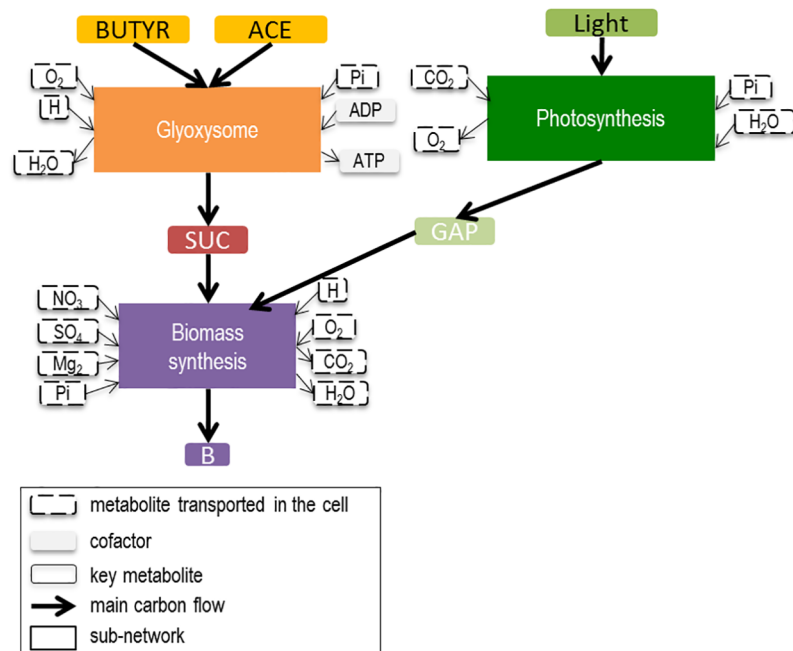 BUTYR
ACE
Light
O₂
H
H₂O
Glyoxysome
Pi
ADP
ATP
CO₂
O₂
Photosynthesis
Pi
H₂O
SUC
GAP
NO₃
SO₄
Mg₂
Pi
Biomass
synthesis
H
O₂
CO₂
H₂O
B
metabolite transported in the cell
cofactor
key metabolite
main carbon flow
sub-network